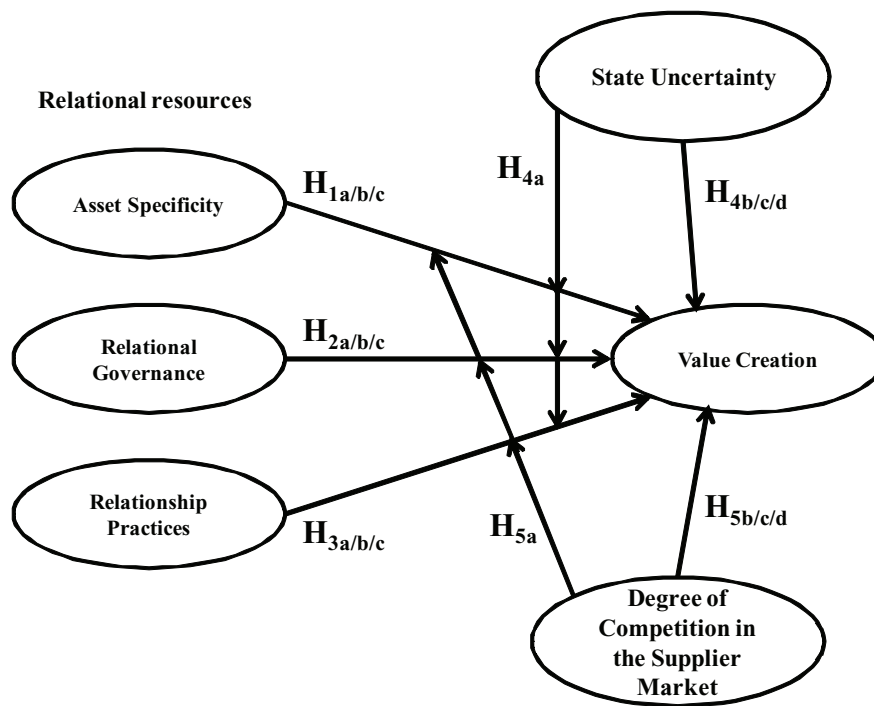 State Uncertainty
Relational resources
H4a
H1a/b/c
Asset Specificity
H4b/c/d
H2a/b/c
Relational
Governance
Value Creation
Relationship
Practices
H3a/b/c
H5a
H5b/c/d
Degree of
Competition in
the Supplier
Market